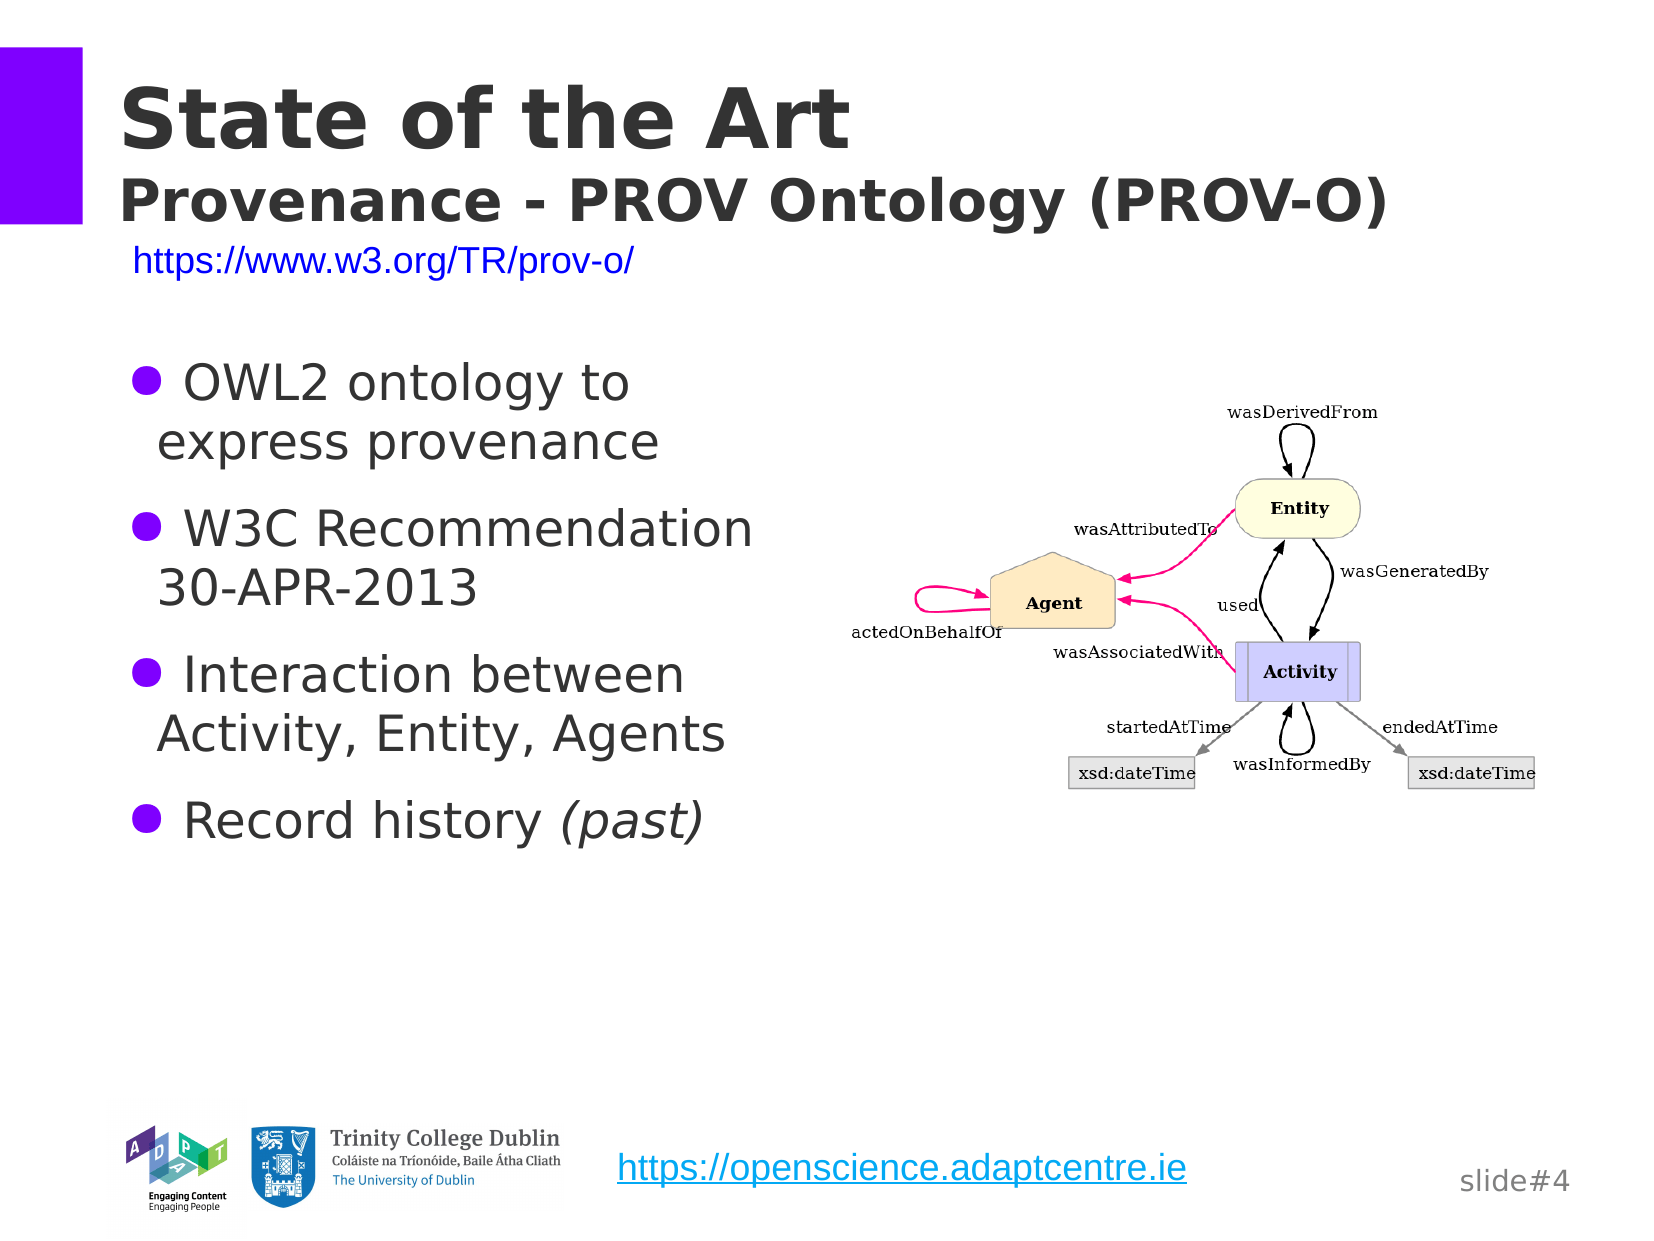 State of the Art
Provenance - PROV Ontology (PROV-O)
https://www.w3.org/TR/prov-o/
● OWL2 ontology to
express provenance
● W3C Recommendation
30-APR-2013
● Interaction between
Activity, Entity, Agents
● Record history (past)
wasDerivedFrom
Entity
wasAttributedTo
wasGeneratedBy
Agent
used
actedOnBehalfOf
wasAssociatedWith
Activity
startedAtTime
endedAtTime
wasInformedBy
xsd:dateTime
xsd:dateTime
ADAPT
Engaging Content
Engaging People
Trinity College Dublin
Coláiste na Tríonóide, Baile Átha Cliath
The University of Dublin
https://openscience.adaptcentre.ie
slide#4